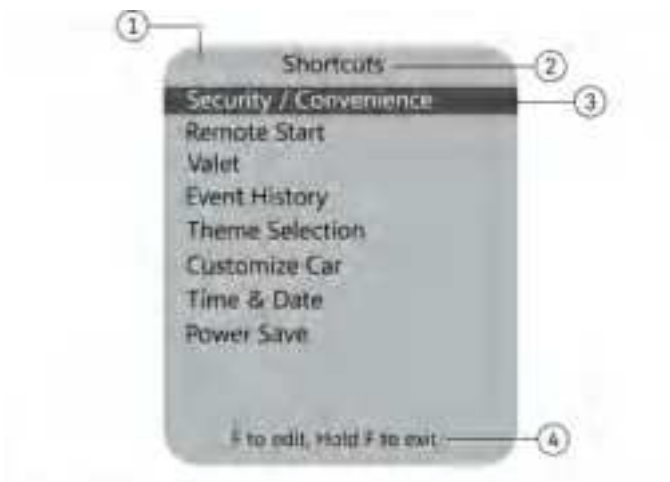 1
Shortcuts
2
Security / Convenience
3
Remote Start
Valet
Event History
Theme Selection
Customize Car
Time & Date
Power Save
F to edit, Hold F to exit
4